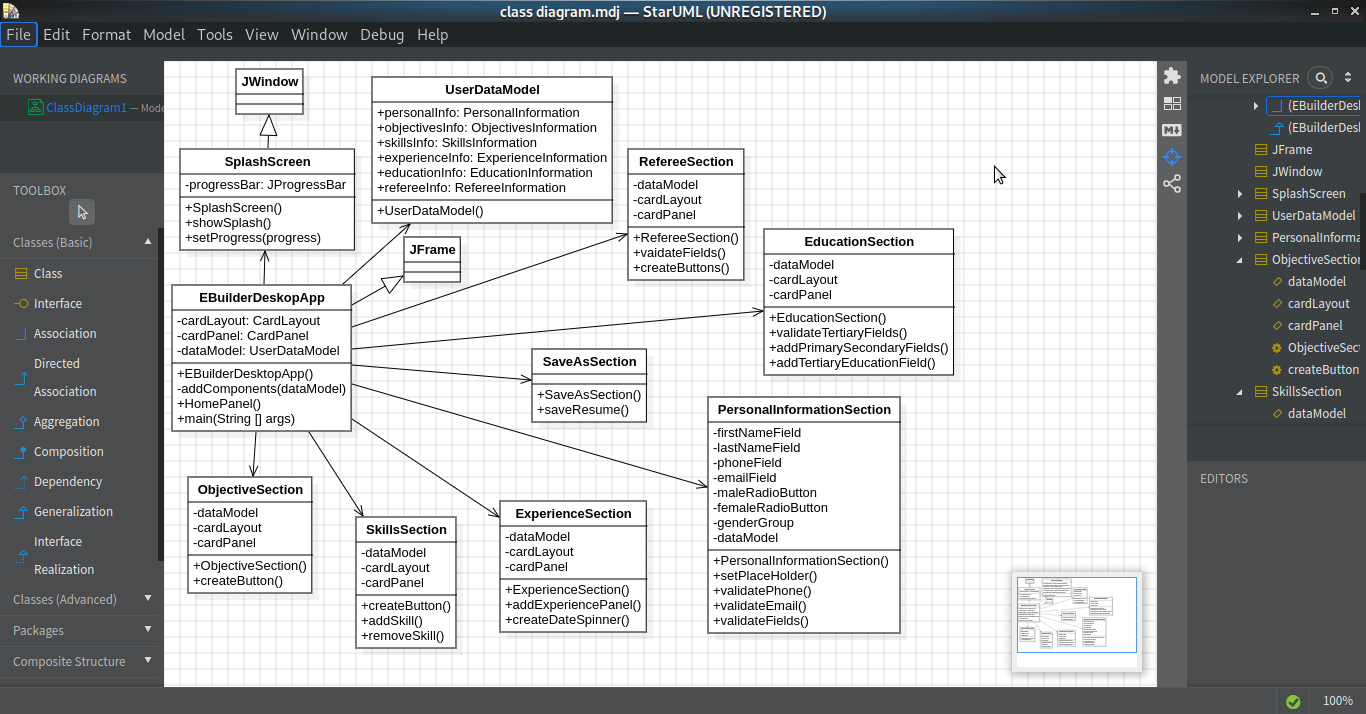 class diagram.mdj — StarUML (UNREGISTERED)
File Edit Format Model Tools View Window Debug Help
WORKING DIAGRAMS
ClassDiagram1 — Mode
TOOLBOX
Classes (Basic)
Class
Interface
Association
Directed
Association
Aggregation
Composition
Dependency
Generalization
Interface
Realization
Classes (Advanced)
Packages
Composite Structure
JWindow
SplashScreen
-progressBar: JProgressBar
+SplashScreen()
+showSplash()
+setProgress(progress)
UserDataModel
+personalInfo: PersonalInformation
+objectivesInfo: ObjectivesInformation
+skillsInfo: SkillsInformation
+experienceInfo: ExperienceInformation
+educationInfo: EducationInformation
+refereeInfo: RefereeInformation
+UserDataModel()
JFrame
RefereeSection
-dataModel
-cardLayout
-cardPanel
+RefereeSection()
+vaidateFields()
+createButtons()
EducationSection
-dataModel
-cardLayout
-cardPanel
+EducationSection()
+validateTertiaryFields()
+addPrimarySecondaryFields()
+addTertiaryEducationField()
EBuilderDeskopApp
-cardLayout: CardLayout
-cardPanel: CardPanel
-dataModel: UserDataModel
+EBuilderDesktopApp()
-addComponents(dataModel)
+HomePanel()
+main(String [] args)
SaveAsSection
+SaveAsSection()
+saveResume()
PersonalInformationSection
-firstNameField
-lastNameField
-phoneField
-emailField
-maleRadioButton
-femaleRadioButton
-genderGroup
-dataModel
+PersonalInformationSection()
+setPlaceHolder()
+validatePhone()
+validateEmail()
+validateFields()
ObjectiveSection
-dataModel
-cardLayout
-cardPanel
+ObjectiveSection()
+createButton()
SkillsSection
-dataModel
-cardLayout
-cardPanel
+createButton()
+addSkill()
+removeSkill()
ExperienceSection
-dataModel
-cardLayout
-cardPanel
+ExperienceSection()
+addExperiencePanel()
+createDateSpinner()
M
MODEL EXPLORER
(EBuilderDesl
(EBuilderDesl
JFrame
JWindow
SplashScreen
UserDataModel
PersonalInforma
ObjectiveSection
dataModel
cardLayout
cardPanel
ObjectiveSect
createButton
SkillsSection
dataModel
EDITORS
100%